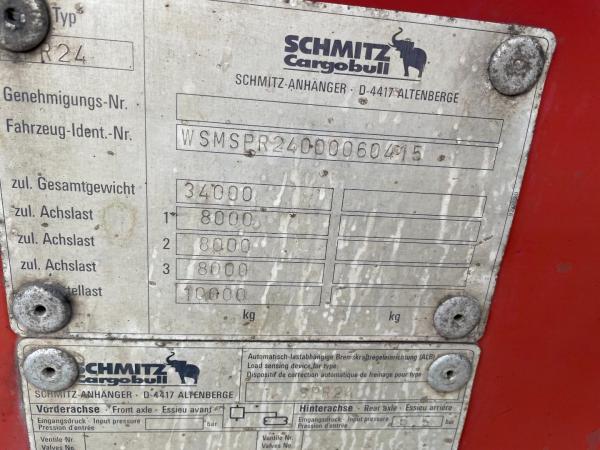 Typ
R24
SCHMITZ
Cargobull
SCHMITZ-ANHÄNGER · D-4417 ALTENBERGE
Genehmigungs-Nr.
Fahrzeug-Ident.-Nr. WSMSPR24000060415
zul. Gesamtgewicht 34000
zul. Achslast 1 8000
zul. Achslast 2 8000
zul. Achslast 3 8000
tellast 10000
kg kg
SCHMITZ
Cargobull
SCHMITZ-ANHÄNGER · D-4417 ALTENBERGE
Automatisch-lastabhängige Bremskraftregeleinrichtung (ALB)
Load sensing device, for type
Dispositif de correction automatique de freinage pour type
Vorderachse - Front axle - Essieu avant
Eingangsdruck - Input pressure
Pression d'entrée bar
Hinterachse - Rear axle - Essieu arrière
Eingangsdruck - Input pressure
Pression d'entrée bar
Ventile Nr.
Valves No.
Ventile Nr.
Valves No.